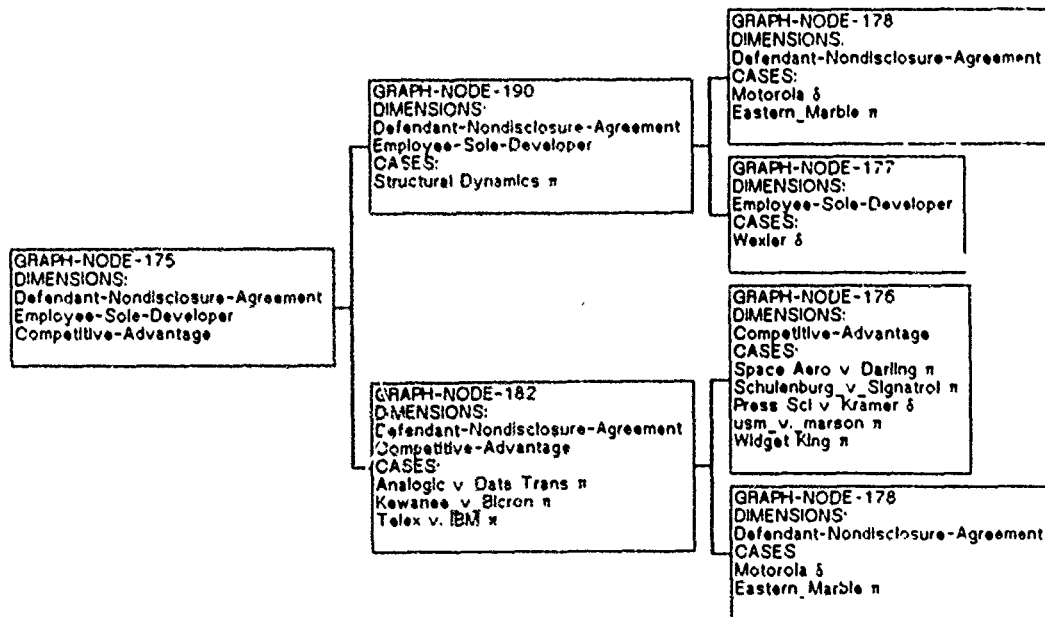 GRAPH-NODE-175
DIMENSIONS:
Defendant-Nondisclosure-Agreement
Employee-Sole-Developer
Competitive-Advantage
GRAPH-NODE-190
DIMENSIONS:
Defendant-Nondisclosure-Agreement
Employee-Sole-Developer
CASES:
Structural Dynamics π
GRAPH-NODE-182
DIMENSIONS:
Defendant-Nondisclosure-Agreement
Competitive-Advantage
CASES:
Analogic v Data Trans π
Kewanee_v_Bicron π
Telex v. IBM π
GRAPH-NODE-178
DIMENSIONS.
Defendant-Nondisclosure-Agreement
CASES:
Motorola δ
Eastern_Marble π
GRAPH-NODE-177
DIMENSIONS:
Employee-Sole-Developer
CASES:
Wexler δ
GRAPH-NODE-176
DIMENSIONS:
Competitive-Advantage
CASES:
Space Aero v Darling π
Schulenburg_v_Signatrol π
Press Sci v Kramer δ
usm_v._marson π
Widget King π
GRAPH-NODE-178
DIMENSIONS:
Defendant-Nondisclosure-Agreement
CASES
Motorola δ
Eastern_Marble π